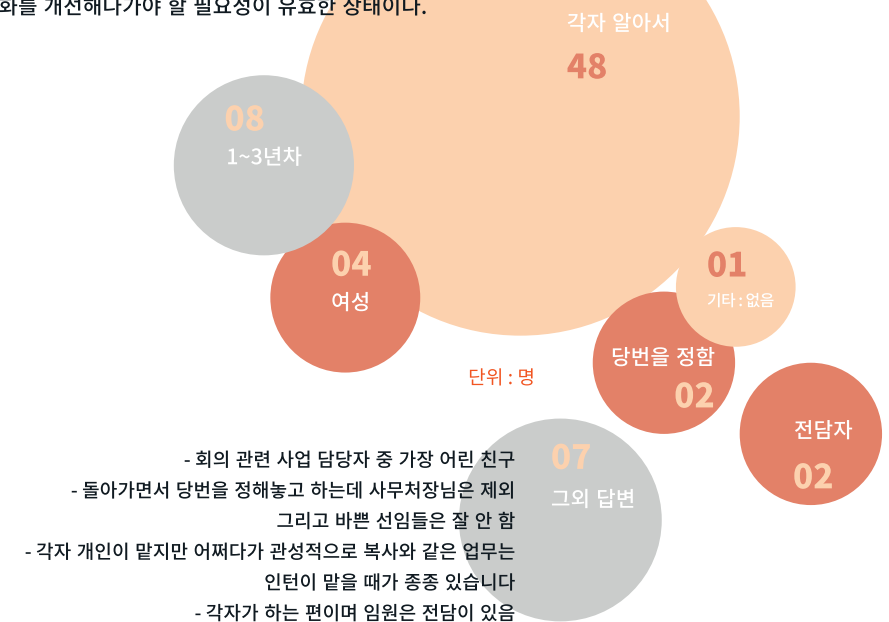 화를 개선해나가야 할 필요성이 유효한 상태이다.
각자 알아서
48
08
1~3년차
04
여성
01
기타 : 없음
당번을 정함
02
단위 : 명
전담자
02
07
그외 답변
- 회의 관련 사업 담당자 중 가장 어린 친구
- 돌아가면서 당번을 정해놓고 하는데 사무처장님은 제외
그리고 바쁜 선임들은 잘 안 함
- 각자 개인이 맡지만 어쩌다가 관성적으로 복사와 같은 업무는
인턴이 맡을 때가 종종 있습니다
- 각자가 하는 편이며 임원은 전담이 있음